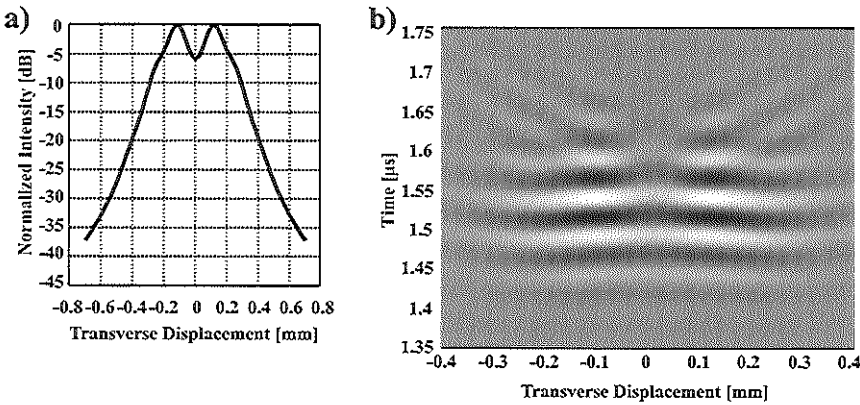 a)
0
-5
-10
-15
-20
-25
-30
-35
-40
-45
Normalized Intensity [dB]
-0.8 -0.6 -0.4 -0.2 0 0.2 0.4 0.6 0.8
Transverse Displacement [mm]
b)
1.75
1.7
1.65
1.6
1.55
1.5
1.45
1.4
1.35
Time [μs]
-0.4 -0.3 -0.2 -0.1 0 0.1 0.2 0.3 0.4
Transverse Displacement [mm]